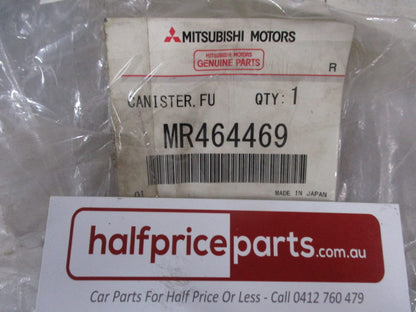 MITSUBISHI MOTORS
MITSUBISHI MOTORS
GENUINE PARTS
R
CANISTER.FU QTY:1
MR464469
01 MADE IN JAPAN
halfpriceparts.com.au
Car Parts For Half Price Or Less - Call 0412 760 479